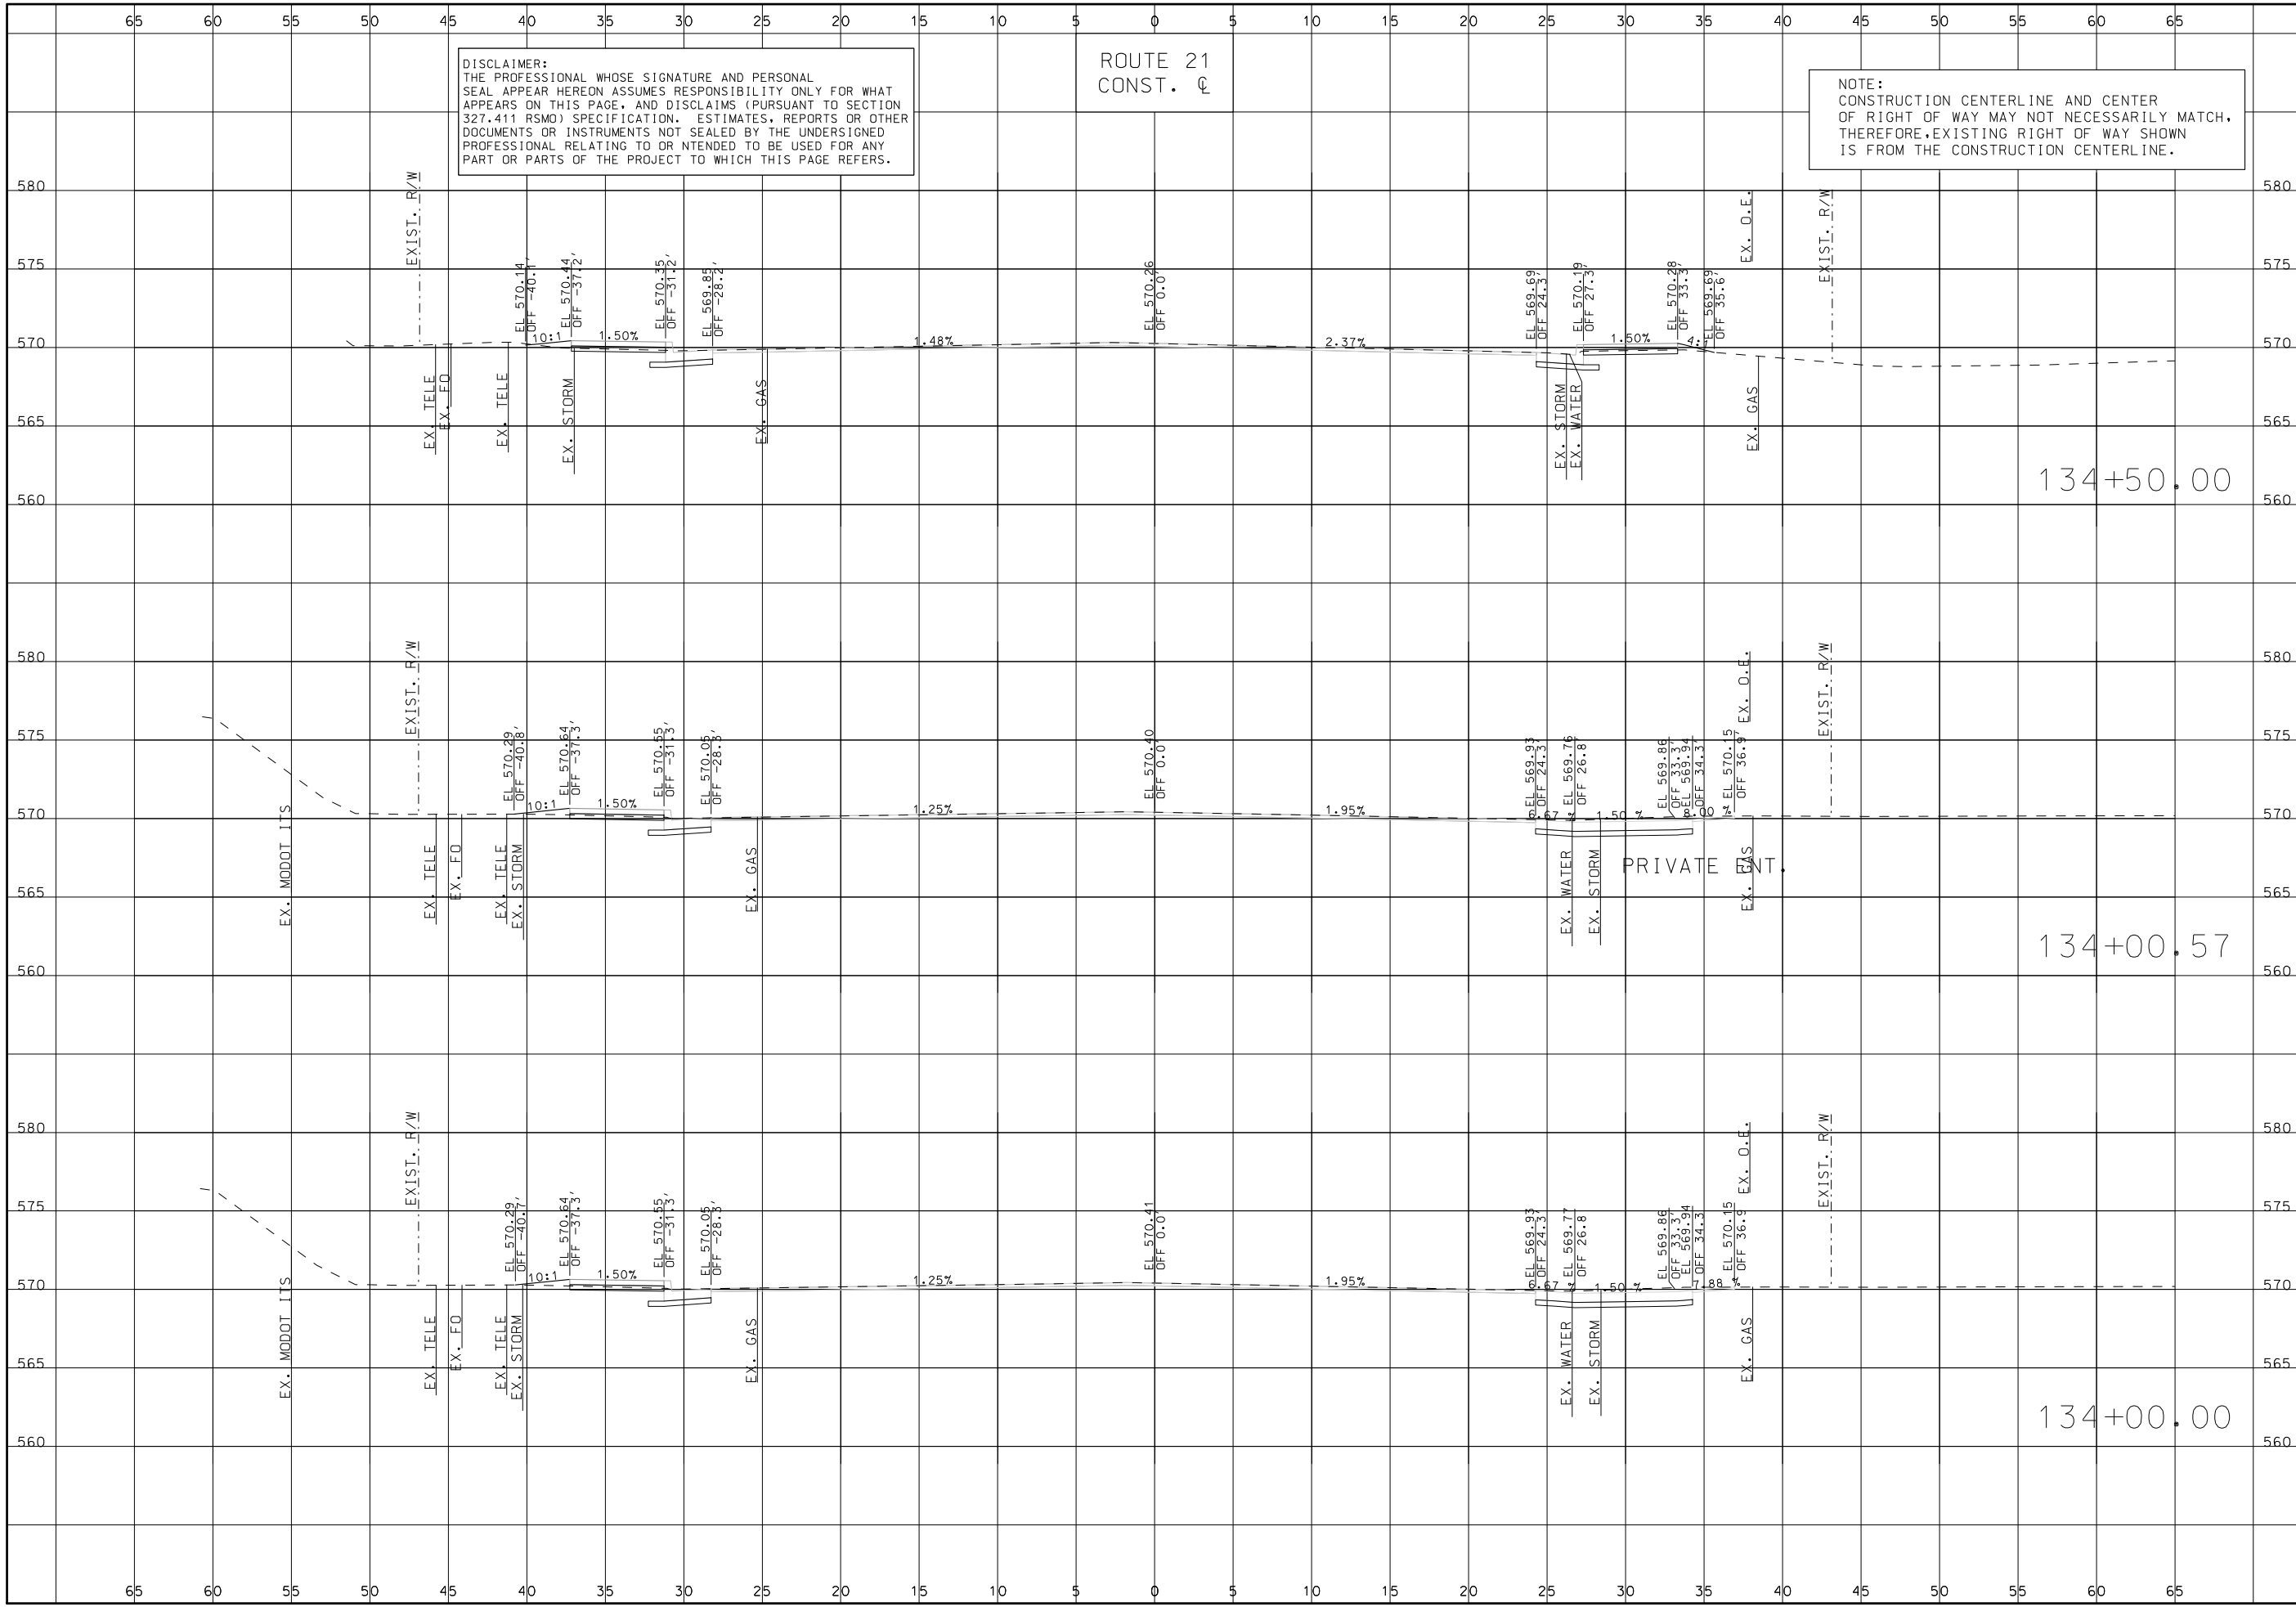 65 60 55 50 45 40 35 30 25 20 15 10 5 0 5 10 15 20 25 30 35 40 45 50 55 60 65
DISCLAIMER:
THE PROFESSIONAL WHOSE SIGNATURE AND PERSONAL
SEAL APPEAR HEREON ASSUMES RESPONSIBILITY ONLY FOR WHAT
APPEARS ON THIS PAGE, AND DISCLAIMS (PURSUANT TO SECTION
327.411 RSMO) SPECIFICATION. ESTIMATES, REPORTS OR OTHER
DOCUMENTS OR INSTRUMENTS NOT SEALED BY THE UNDERSIGNED
PROFESSIONAL RELATING TO OR NTENDED TO BE USED FOR ANY
PART OR PARTS OF THE PROJECT TO WHICH THIS PAGE REFERS.
ROUTE 21
CONST. ℄
NOTE:
CONSTRUCTION CENTERLINE AND CENTER
OF RIGHT OF WAY MAY NOT NECESSARILY MATCH,
THEREFORE,EXISTING RIGHT OF WAY SHOWN
IS FROM THE CONSTRUCTION CENTERLINE.
580 580
575 575
570 570
565 565
560 560
EXIST. R/W
EL 570.14
OFF -40.1'
EL 570.44
OFF -37.2'
EL 570.35
OFF -31.2'
EL 569.85
OFF -28.2'
EL 570.26
OFF 0.0'
EL 569.69
OFF 24.3'
EL 570.19
OFF 27.3'
EL 570.28
OFF 33.3'
EL 569.69
OFF 35.6'
EX. O.E.
EXIST. R/W
10:1 1.50% 1.48% 2.37% 1.50% 4:1
EX. TELE
EX. FO
EX. TELE
EX. STORM
EX. GAS
EX. STORM
EX. WATER
EX. GAS
134+50.00
580 580
575 575
570 570
565 565
560 560
EXIST. R/W
EL 570.29
OFF -40.8'
EL 570.64
OFF -37.3'
EL 570.55
OFF -31.3'
EL 570.05
OFF -28.3'
EL 570.40
OFF 0.0'
EL 569.93
OFF 24.3'
EL 569.76
OFF 26.8'
EL 569.86
OFF 33.3'
EL 569.94
OFF 34.3'
EL 570.15
OFF 36.9'
EX. O.E.
EXIST. R/W
10:1 1.50% 1.25% 1.95% 6.67 % 1.50 % 8.00 %
EX. MODOT ITS
EX. TELE
EX. FO
EX. TELE
EX. STORM
EX. GAS
EX. WATER
EX. STORM
PRIVATE ENT.
EX. GAS
134+00.57
580 580
575 575
570 570
565 565
560 560
EXIST. R/W
EL 570.29
OFF -40.7'
EL 570.64
OFF -37.3'
EL 570.55
OFF -31.3'
EL 570.05
OFF -28.3'
EL 570.41
OFF 0.0'
EL 569.93
OFF 24.3'
EL 569.77
OFF 26.8'
EL 569.86
OFF 33.3'
EL 569.94
OFF 34.3'
EL 570.15
OFF 36.9'
EX. O.E.
EXIST. R/W
10:1 1.50% 1.25% 1.95% 6.67 % 1.50 % 7.88 %
EX. MODOT ITS
EX. TELE
EX. FO
EX. TELE
EX. STORM
EX. GAS
EX. WATER
EX. STORM
EX. GAS
134+00.00
65 60 55 50 45 40 35 30 25 20 15 10 5 0 5 10 15 20 25 30 35 40 45 50 55 60 65